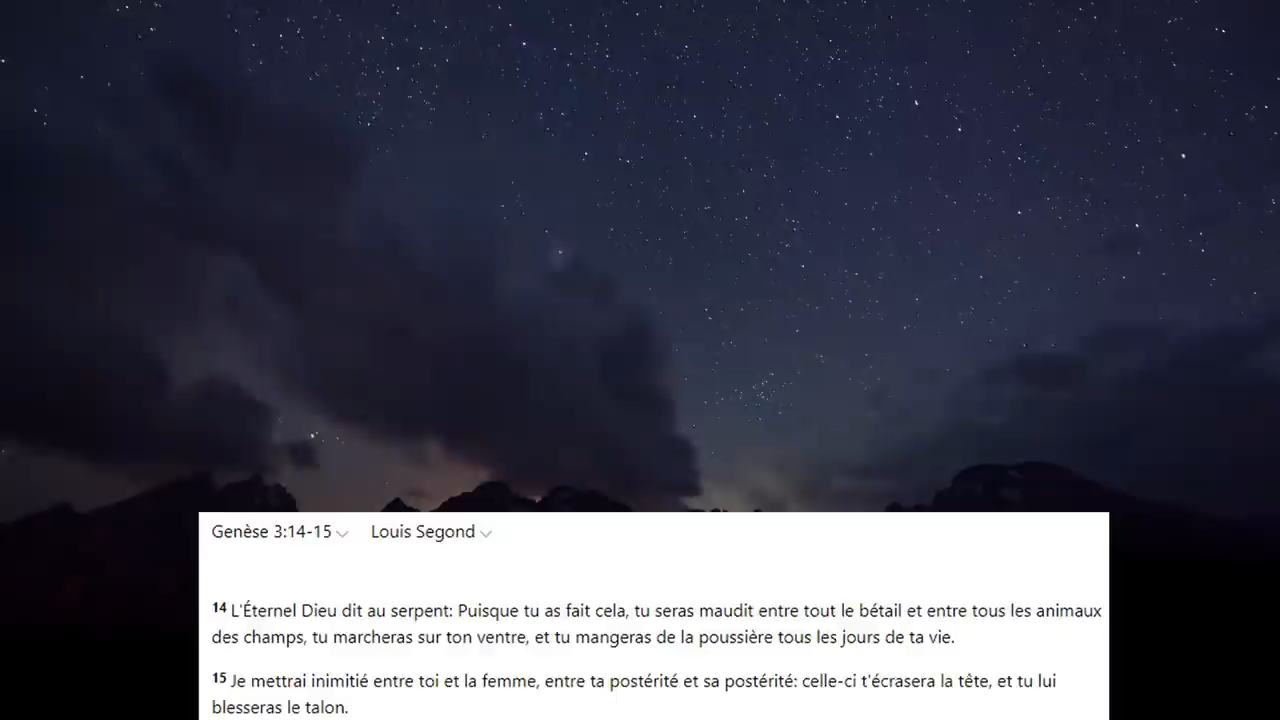 Genèse 3:14-15 Louis Segond
14 L'Éternel Dieu dit au serpent: Puisque tu as fait cela, tu seras maudit entre tout le bétail et entre tous les animaux
des champs, tu marcheras sur ton ventre, et tu mangeras de la poussière tous les jours de ta vie.
15 Je mettrai inimitié entre toi et la femme, entre ta postérité et sa postérité: celle-ci t'écrasera la tête, et tu lui
blesseras le talon.